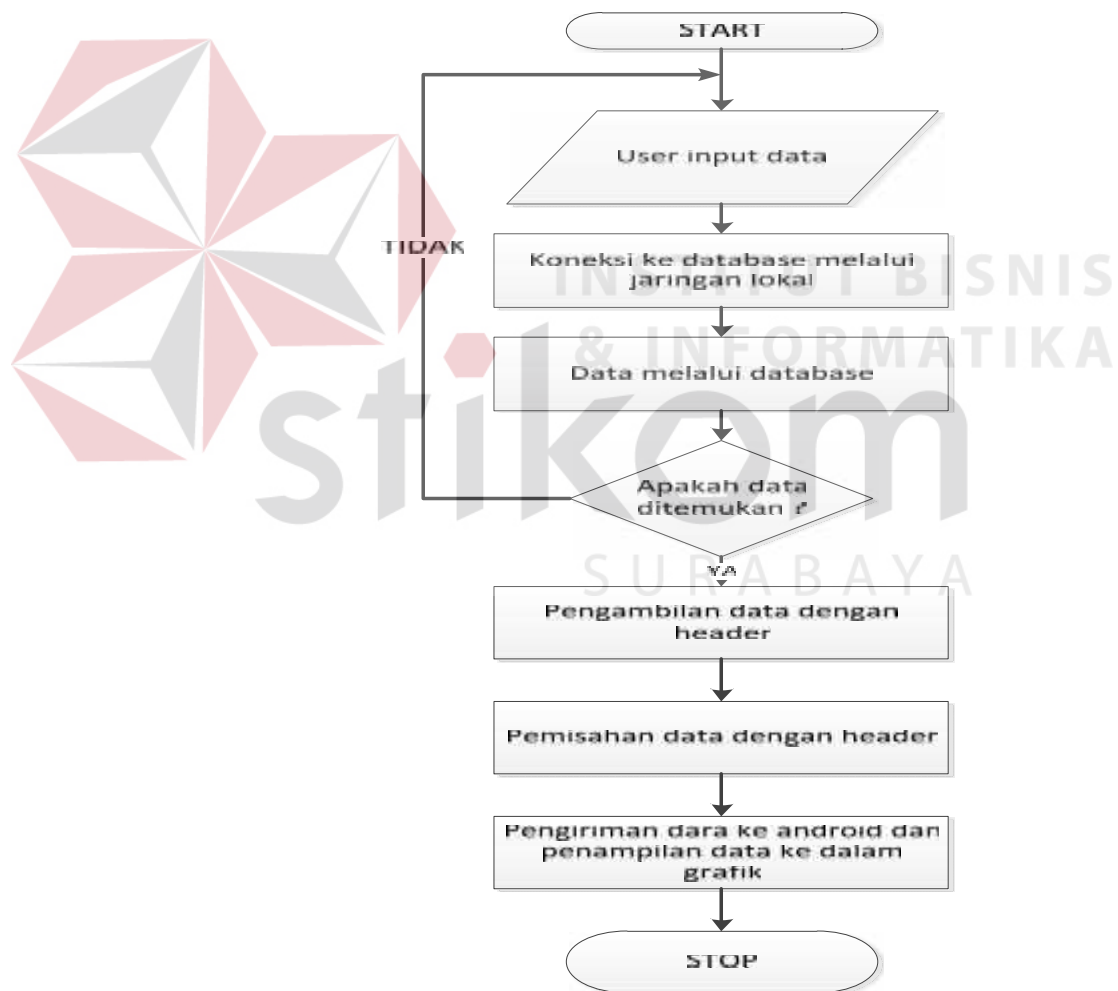 START
User input data
TIDAK
Koneksi ke database melalui
jaringan lokal
Data melalui database
Apakah data
ditemukan ?
YA
Pengambilan data dengan
header
Pemisahan data dengan header
Pengiriman dara ke android dan
penampilan data ke dalam
grafik
STOP
INSTITUT BISNIS
& INFORMATIKA
stikom
SURABAYA